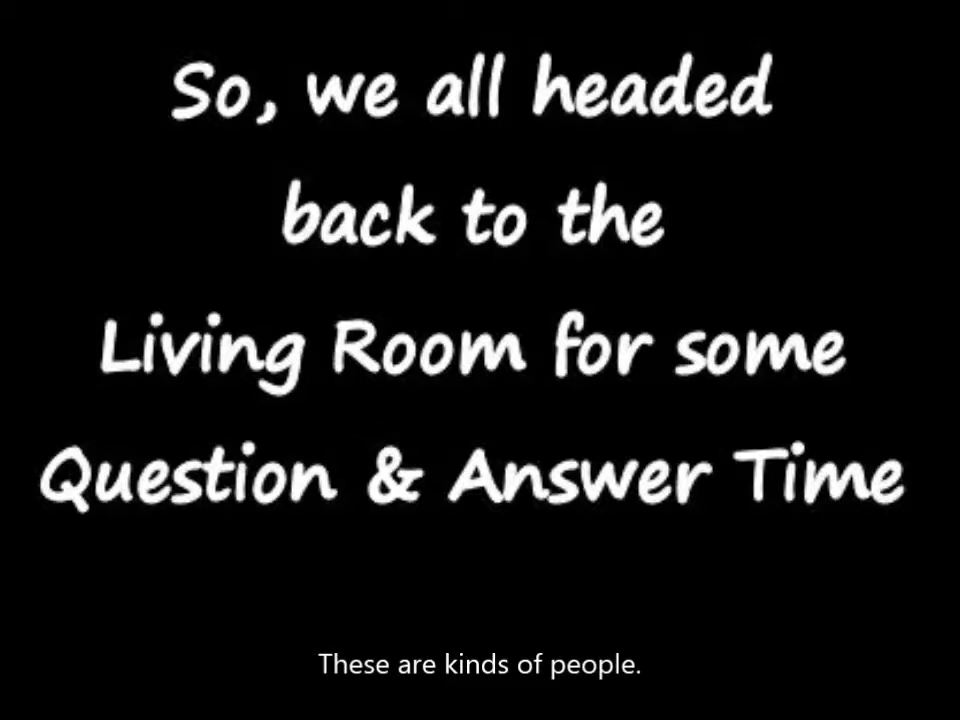 So, we all headed
back to the
Living Room for some
Question & Answer Time
These are kinds of people.